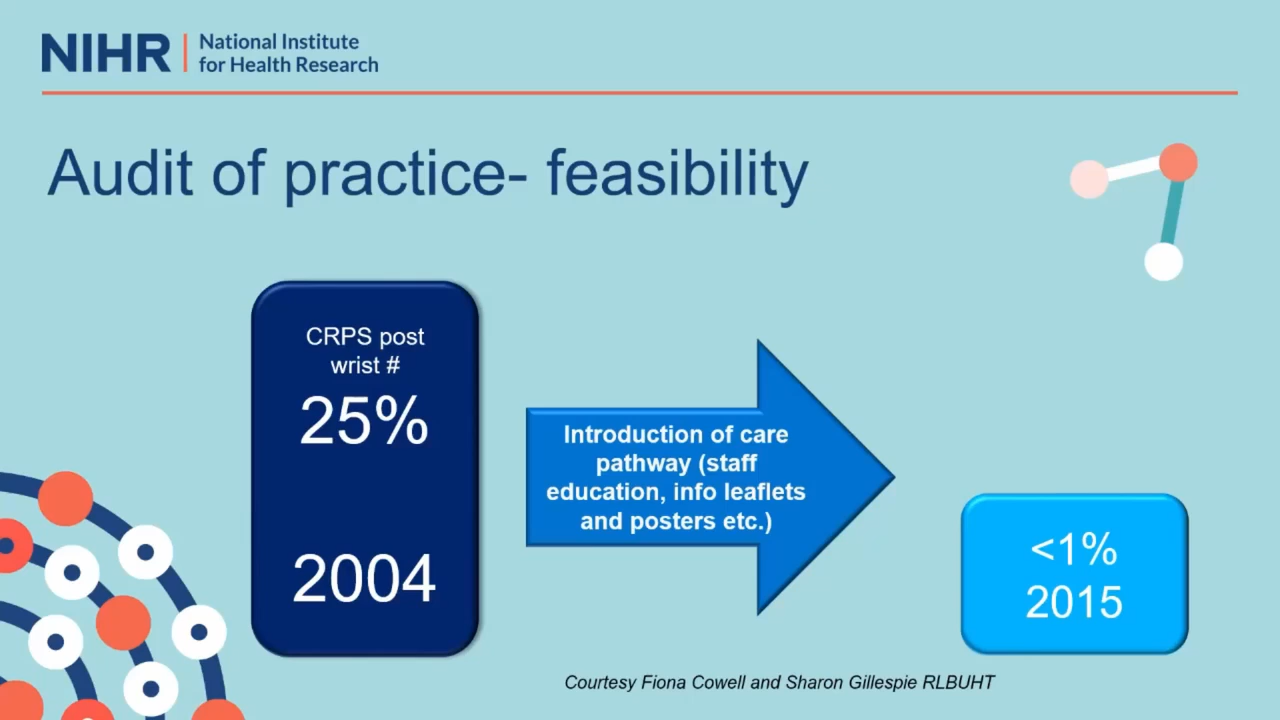 NIHR | National Institute
for Health Research
Audit of practice- feasibility
CRPS post
wrist #
25%
2004
Introduction of care
pathway (staff
education, info leaflets
and posters etc.)
<1%
2015
Courtesy Fiona Cowell and Sharon Gillespie RLBUHT